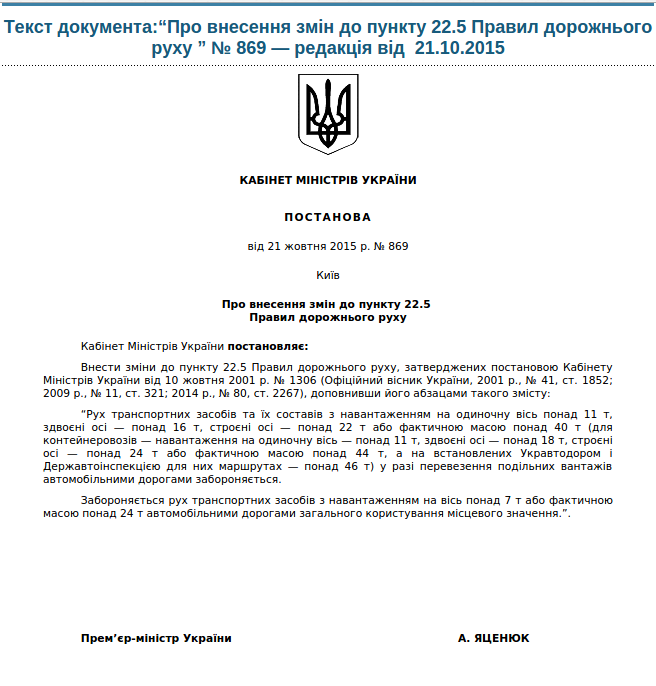 Текст документа:“Про внесення змін до пункту 22.5 Правил дорожнього
руху ” № 869 — редакція від 21.10.2015
КАБІНЕТ МІНІСТРІВ УКРАЇНИ
ПОСТАНОВА
від 21 жовтня 2015 р. № 869
Київ
Про внесення змін до пункту 22.5
Правил дорожнього руху
Кабінет Міністрів України постановляє:
Внести зміни до пункту 22.5 Правил дорожнього руху, затверджених постановою Кабінету
Міністрів України від 10 жовтня 2001 р. № 1306 (Офіційний вісник України, 2001 р., № 41, ст. 1852;
2009 р., № 11, ст. 321; 2014 р., № 80, ст. 2267), доповнивши його абзацами такого змісту:
“Рух транспортних засобів та їх составів з навантаженням на одиночну вісь понад 11 т,
здвоєні осі — понад 16 т, строєні осі — понад 22 т або фактичною масою понад 40 т (для
контейнеровозів — навантаження на одиночну вісь — понад 11 т, здвоєні осі — понад 18 т, строєні
осі — понад 24 т або фактичною масою понад 44 т, а на встановлених Укравтодором і
Державтоінспекцією для них маршрутах — понад 46 т) у разі перевезення подільних вантажів
автомобільними дорогами забороняється.
Забороняється рух транспортних засобів з навантаженням на вісь понад 7 т або фактичною
масою понад 24 т автомобільними дорогами загального користування місцевого значення.”.
Прем’єр-міністр України А. ЯЦЕНЮК